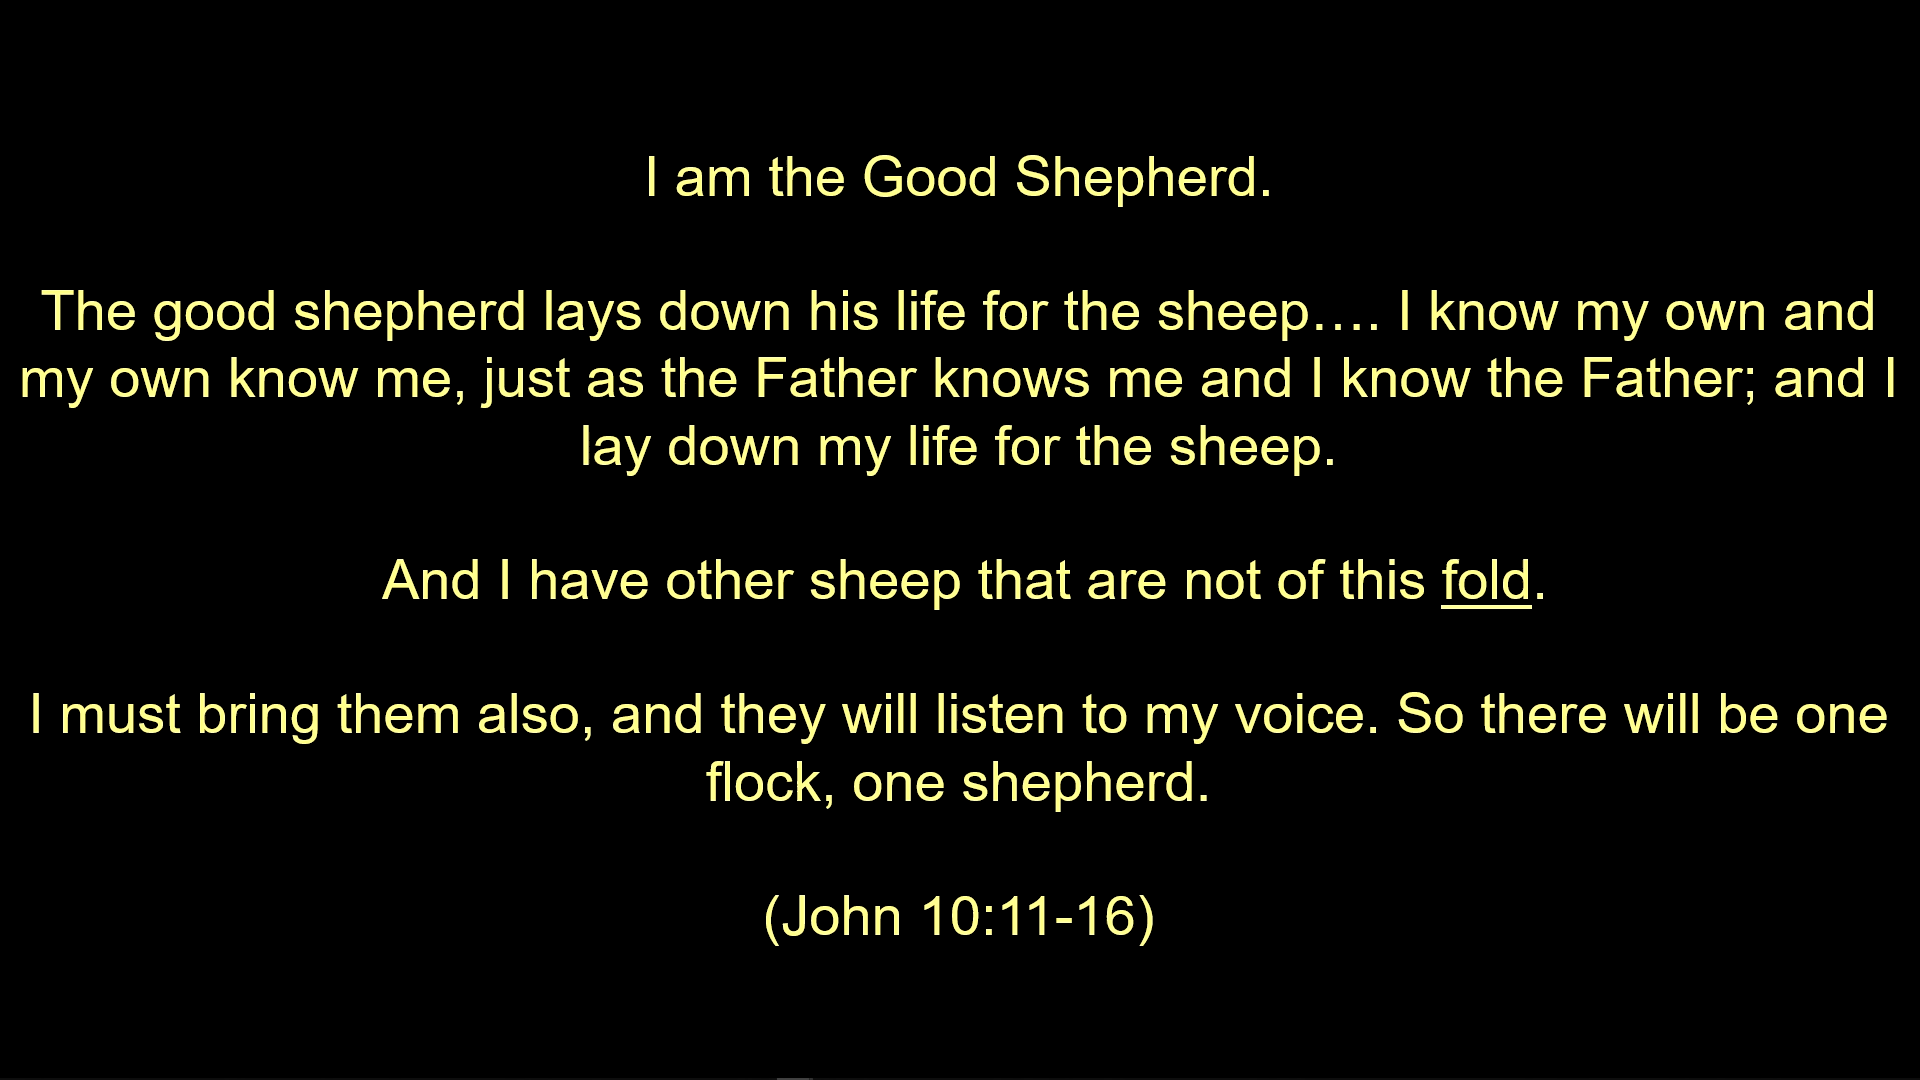 I am the Good Shepherd.
The good shepherd lays down his life for the sheep…. I know my own and
my own know me, just as the Father knows me and I know the Father; and I
lay down my life for the sheep.
And I have other sheep that are not of this fold.
I must bring them also, and they will listen to my voice. So there will be one
flock, one shepherd.
(John 10:11-16)